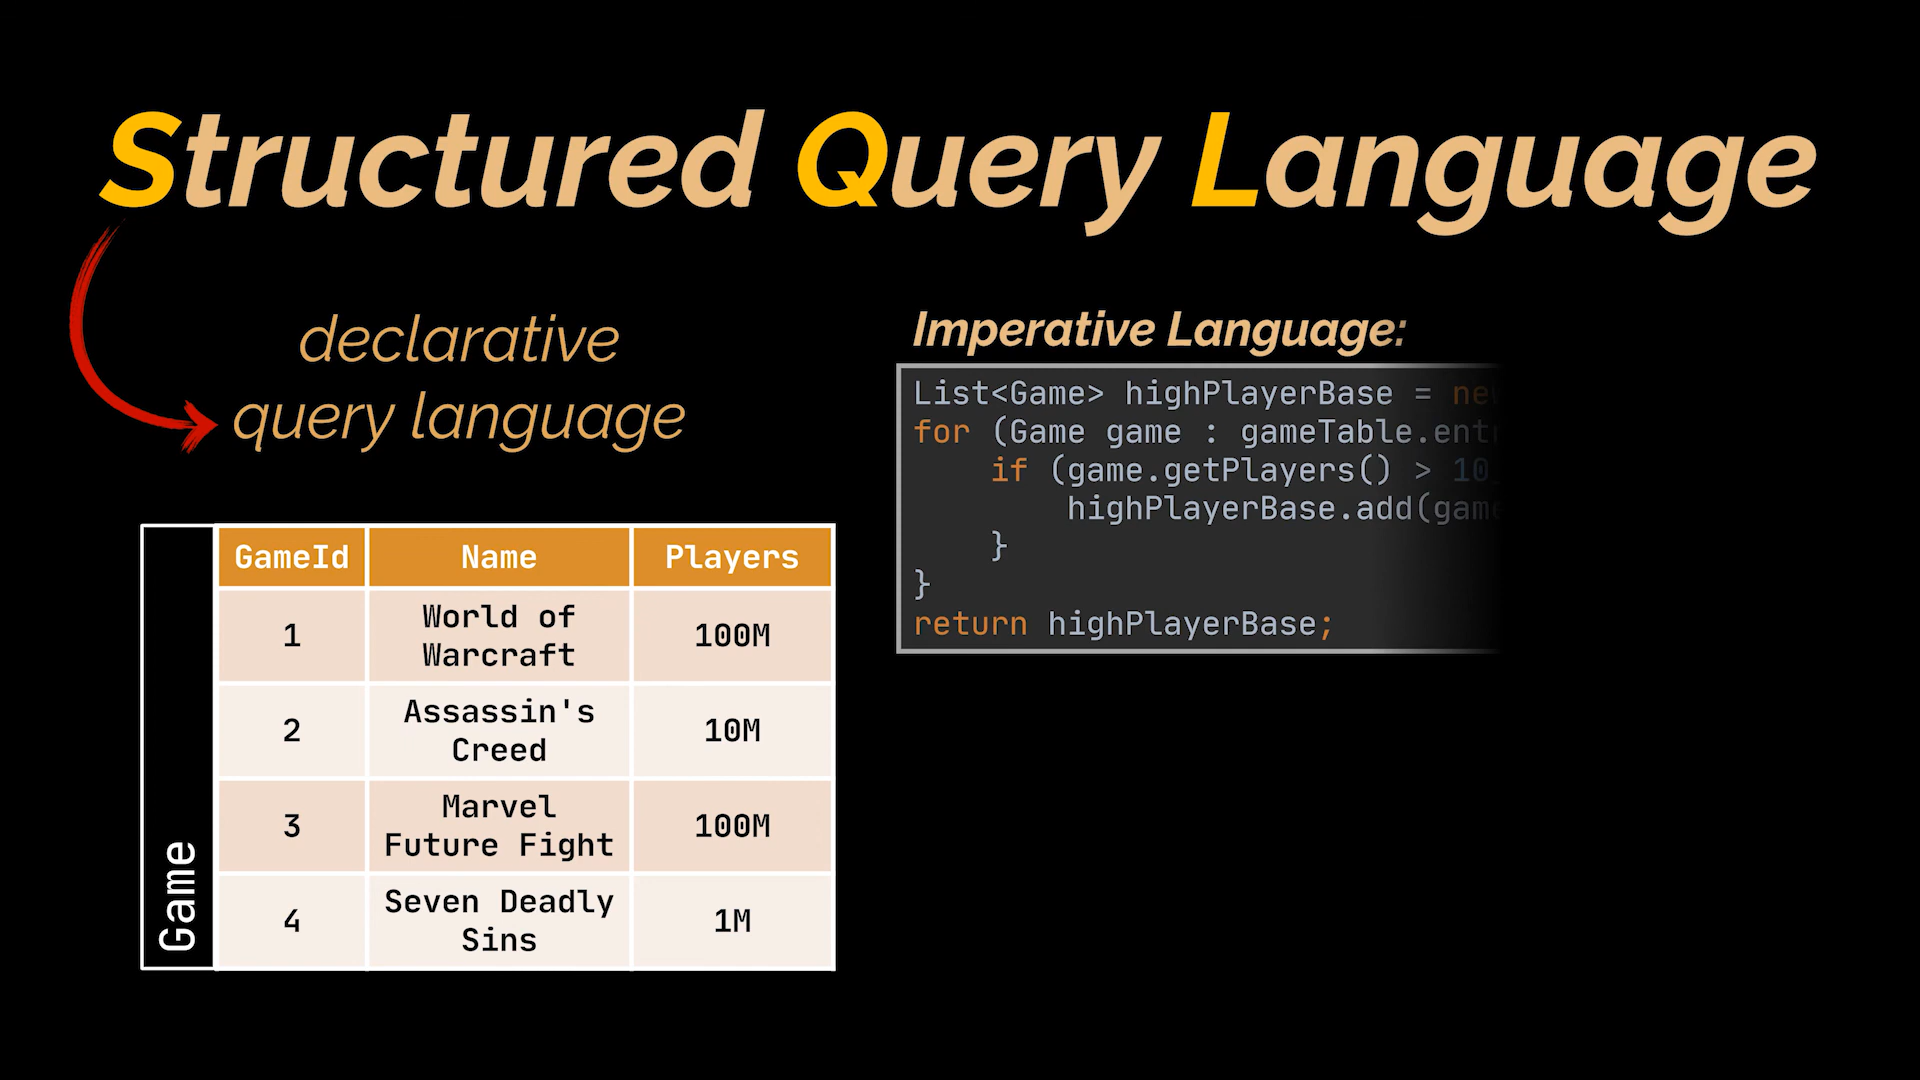 Structured Query Language
declarative
query language
Imperative Language:
List<Game> highPlayerBase =
for (Game game : gameTable.
if (game.getPlayers() > 10
highPlayerBase.add(game
}
}
return highPlayerBase;
Game
GameId Name Players
1 World of
Warcraft 100M
2 Assassin's
Creed 10M
3 Marvel
Future Fight 100M
4 Seven Deadly
Sins 1M